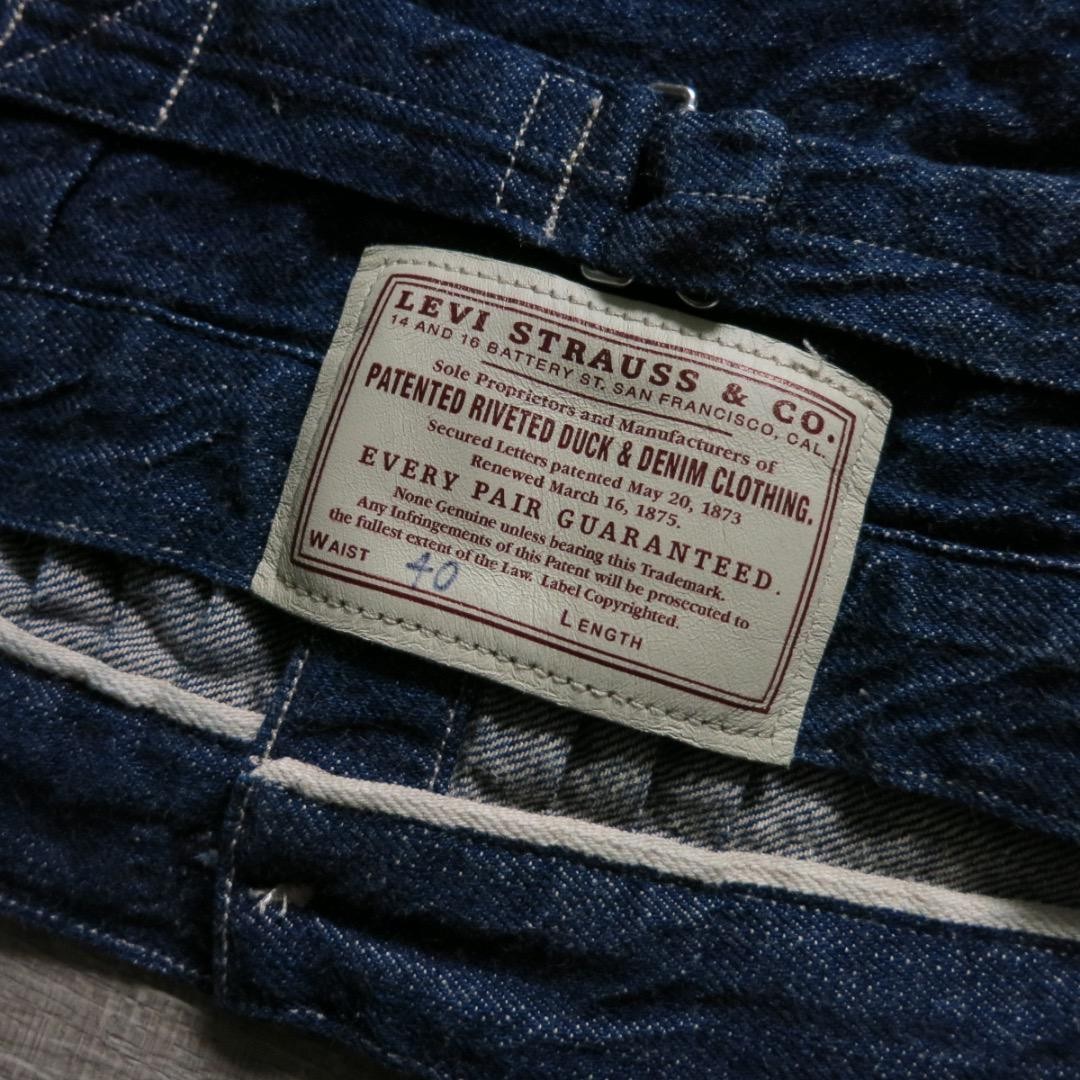 LEVI STRAUSS & CO.
14 AND 16 BATTERY ST. SAN FRANCISCO, CAL.
Sole Proprietors and Manufacturers of
PATENTED RIVETED DUCK & DENIM CLOTHING.
Secured Letters patented May 20, 1873
Renewed March 16, 1875.
EVERY PAIR GUARANTEED.
None Genuine unless bearing this Trademark.
Any Infringements of this Patent will be prosecuted to
the fullest extent of the Law. Label Copyrighted.
WAIST 40 LENGTH